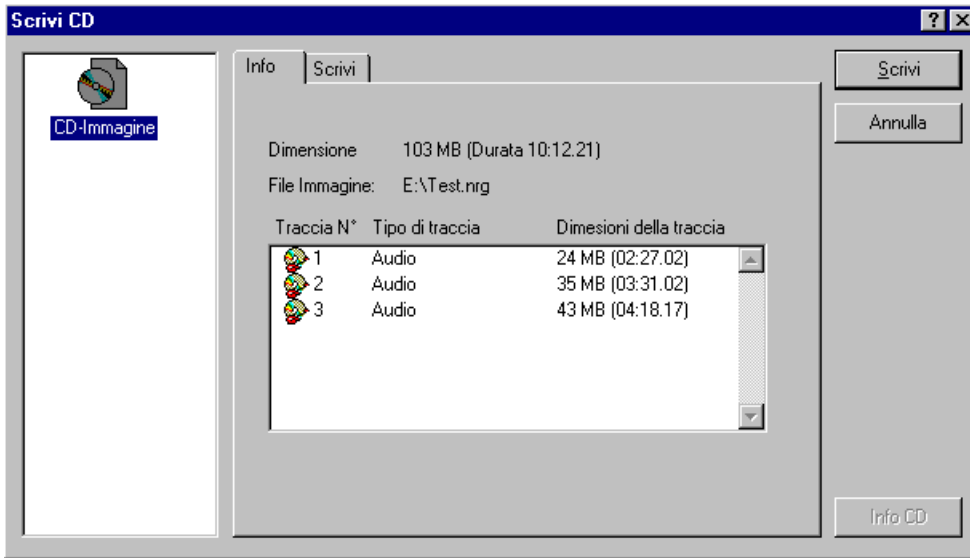 Scrivi CD
CD-Immagine
Info Scrivi
Dimensione 103 MB (Durata 10:12.21)
File Immagine: E:\Test.nrg
Traccia N° Tipo di traccia Dimesioni della traccia
1 Audio 24 MB (02:27.02)
2 Audio 35 MB (03:31.02)
3 Audio 43 MB (04:18.17)
Scrivi
Annulla
Info CD